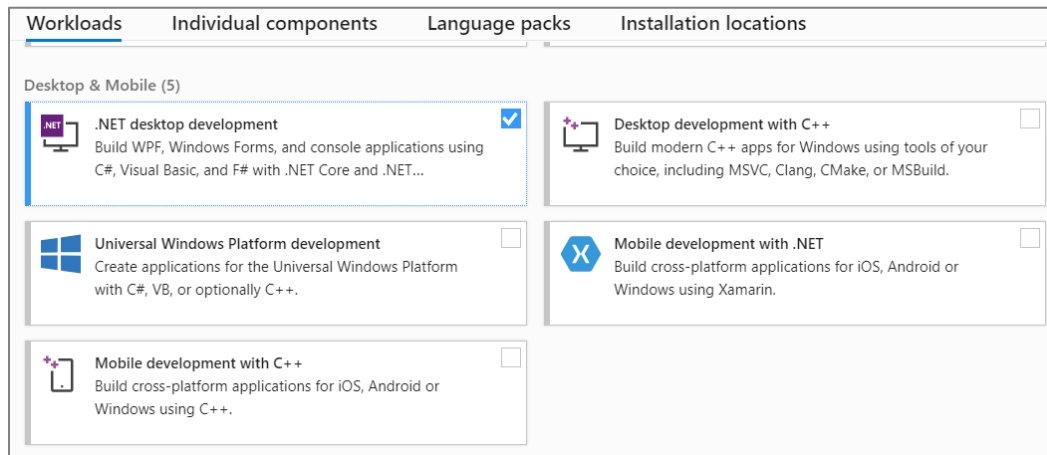 Workloads Individual components Language packs Installation locations
Desktop & Mobile (5)
.NET
.NET desktop development
Build WPF, Windows Forms, and console applications using
C#, Visual Basic, and F# with .NET Core and .NET...
Desktop development with C++
Build modern C++ apps for Windows using tools of your
choice, including MSVC, Clang, CMake, or MSBuild.
Universal Windows Platform development
Create applications for the Universal Windows Platform
with C#, VB, or optionally C++.
Mobile development with .NET
Build cross-platform applications for iOS, Android or
Windows using Xamarin.
Mobile development with C++
Build cross-platform applications for iOS, Android or
Windows using C++.